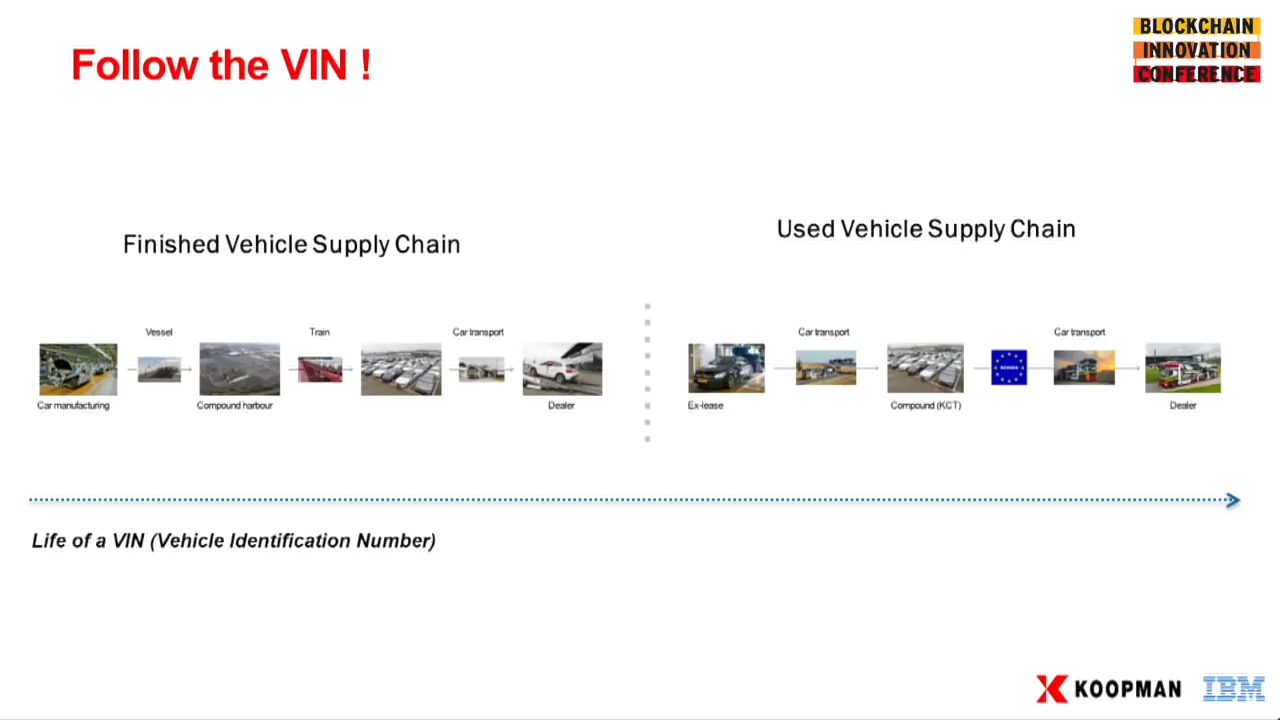 Follow the VIN !
BLOCKCHAIN
INNOVATION
CONFERENCE
Finished Vehicle Supply Chain
Used Vehicle Supply Chain
Vessel
Train
Car transport
Car transport
Car transport
Car manufacturing
Compound harbour
Dealer
Ex-lease
Compound (KCT)
Dealer
Life of a VIN (Vehicle Identification Number)
KOOPMAN
IBM